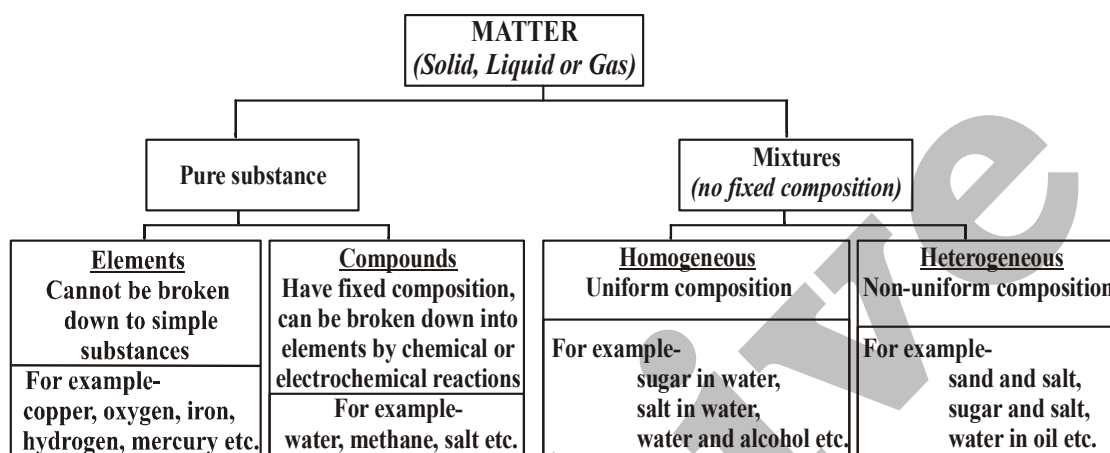 MATTER
(Solid, Liquid or Gas)
Pure substance
Mixtures
(no fixed composition)
Elements
Cannot be broken
down to simple
substances
For example-
copper, oxygen, iron,
hydrogen, mercury etc.
Compounds
Have fixed composition,
can be broken down into
elements by chemical or
electrochemical reactions
For example-
water, methane, salt etc.
Homogeneous
Uniform composition
For example-
sugar in water,
salt in water,
water and alcohol etc.
Heterogeneous
Non-uniform composition
For example-
sand and salt,
sugar and salt,
water in oil etc.
ive